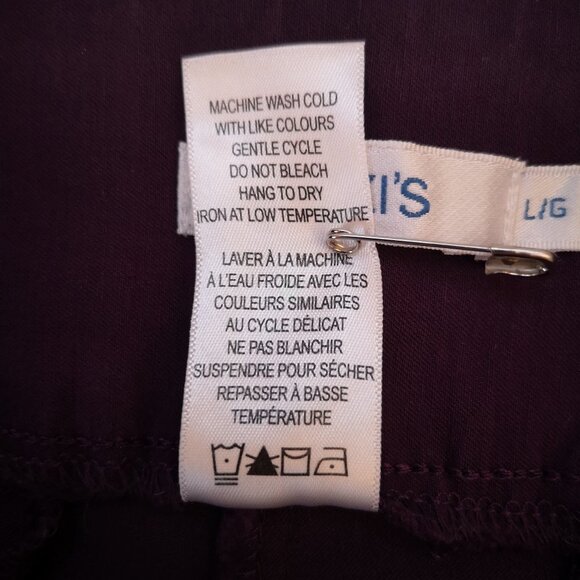 MACHINE WASH COLD
WITH LIKE COLOURS
GENTLE CYCLE
DO NOT BLEACH
HANG TO DRY
IRON AT LOW TEMPERATURE
LAVER À LA MACHINE
À L'EAU FROIDE AVEC LES
COULEURS SIMILAIRES
AU CYCLE DÉLICAT
NE PAS BLANCHIR
SUSPENDRE POUR SÉCHER
REPASSER À BASSE
TEMPÉRATURE
I'S
L/G